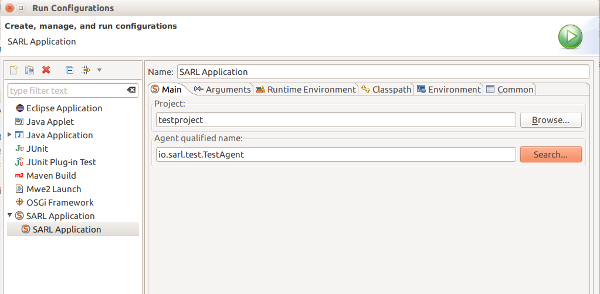 Run Configurations
Create, manage, and run configurations
SARL Application
type filter text
Eclipse Application
Java Applet
Java Application
JUnit
JUnit Plug-in Test
Maven Build
Mwe2 Launch
OSGi Framework
SARL Application
SARL Application
Name: SARL Application
Main Arguments Runtime Environment Classpath Environment Common
Project:
testproject Browse...
Agent qualified name:
io.sarl.test.TestAgent Search...